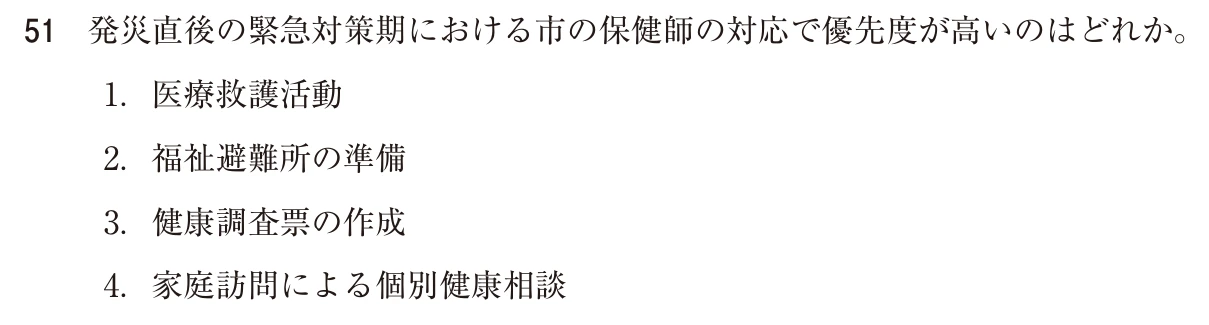 51 発災直後の緊急対策期における市の保健師の対応で優先度が高いのはどれか。
1. 医療救護活動
2. 福祉避難所の準備
3. 健康調査票の作成
4. 家庭訪問による個別健康相談